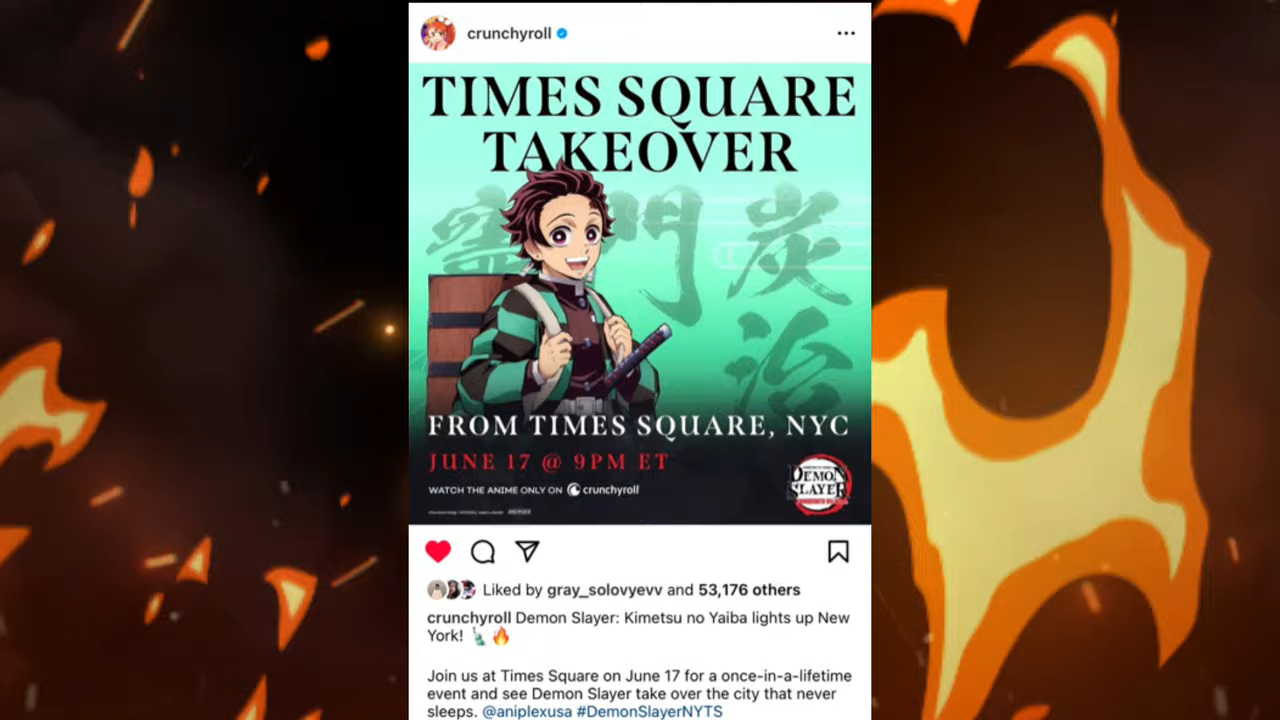 crunchyroll
TIMES SQUARE
TAKEOVER
竈門 炭
治
FROM TIMES SQUARE, NYC
JUNE 17 @ 9PM ET
WATCH THE ANIME ONLY ON crunchyroll
DEMON
SLAYER
Liked by gray_solovyevv and 53,176 others
crunchyroll Demon Slayer: Kimetsu no Yaiba lights up New
York! 🗽 🔥
Join us at Times Square on June 17 for a once-in-a-lifetime
event and see Demon Slayer take over the city that never
sleeps. @aniplexusa #DemonSlayerNYTS